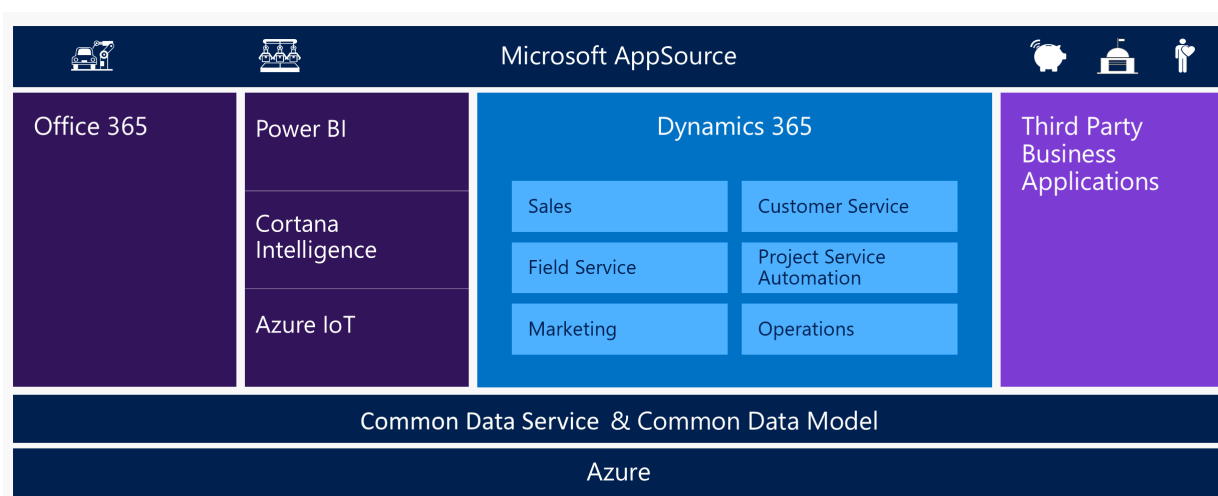 Microsoft AppSource
Office 365
Power BI
Cortana
Intelligence
Azure IoT
Dynamics 365
Sales
Customer Service
Field Service
Project Service
Automation
Marketing
Operations
Third Party
Business
Applications
Common Data Service & Common Data Model
Azure